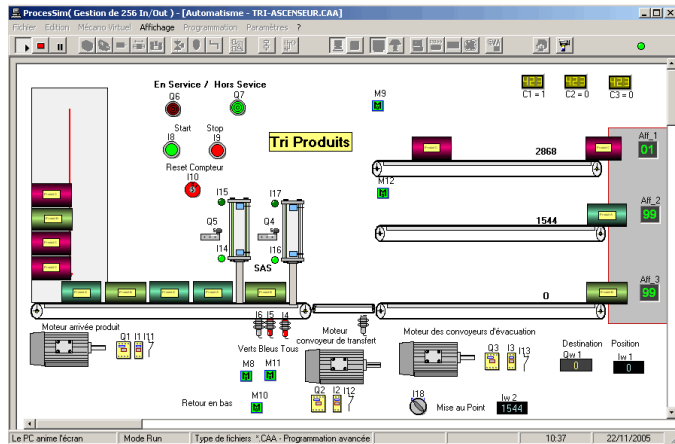 ProcesSim( Gestion de 256 In/Out ) - [Automatisme - TRI-ASCENSEUR.CAA]
Fichier Edition Mécano Virtuel Affichage Programmation Paramètres ?
En Service / Hors Sevice
Q6 Q7
M9
C1 = 1 C2 = 0 C3 = 0
Start Stop
I8 I9
Tri Produits
Aff_1
01
2868
Reset Compteur
I10
M12
I15 I17
Aff_2
99
1544
Q5 Q4
I14 I16
SAS
Aff_3
99
0
Moteur arrivée produit
Q1 I1 I11
I6 I5 I4
Verts Bleus Tous
M8 M11
Moteur convoyeur de transfert
Q2 I2 I12
Moteur des convoyeurs d'évacuation
Q3 I3 I13
Destination Position
Qw 1 Iw 1
0 0
Retour en bas
M10
I18
Mise au Point
Iw 2
1544
Le PC anime l'écran Mode Run Type de fichiers *.CAA - Programmation avancée 10:37 22/11/2005